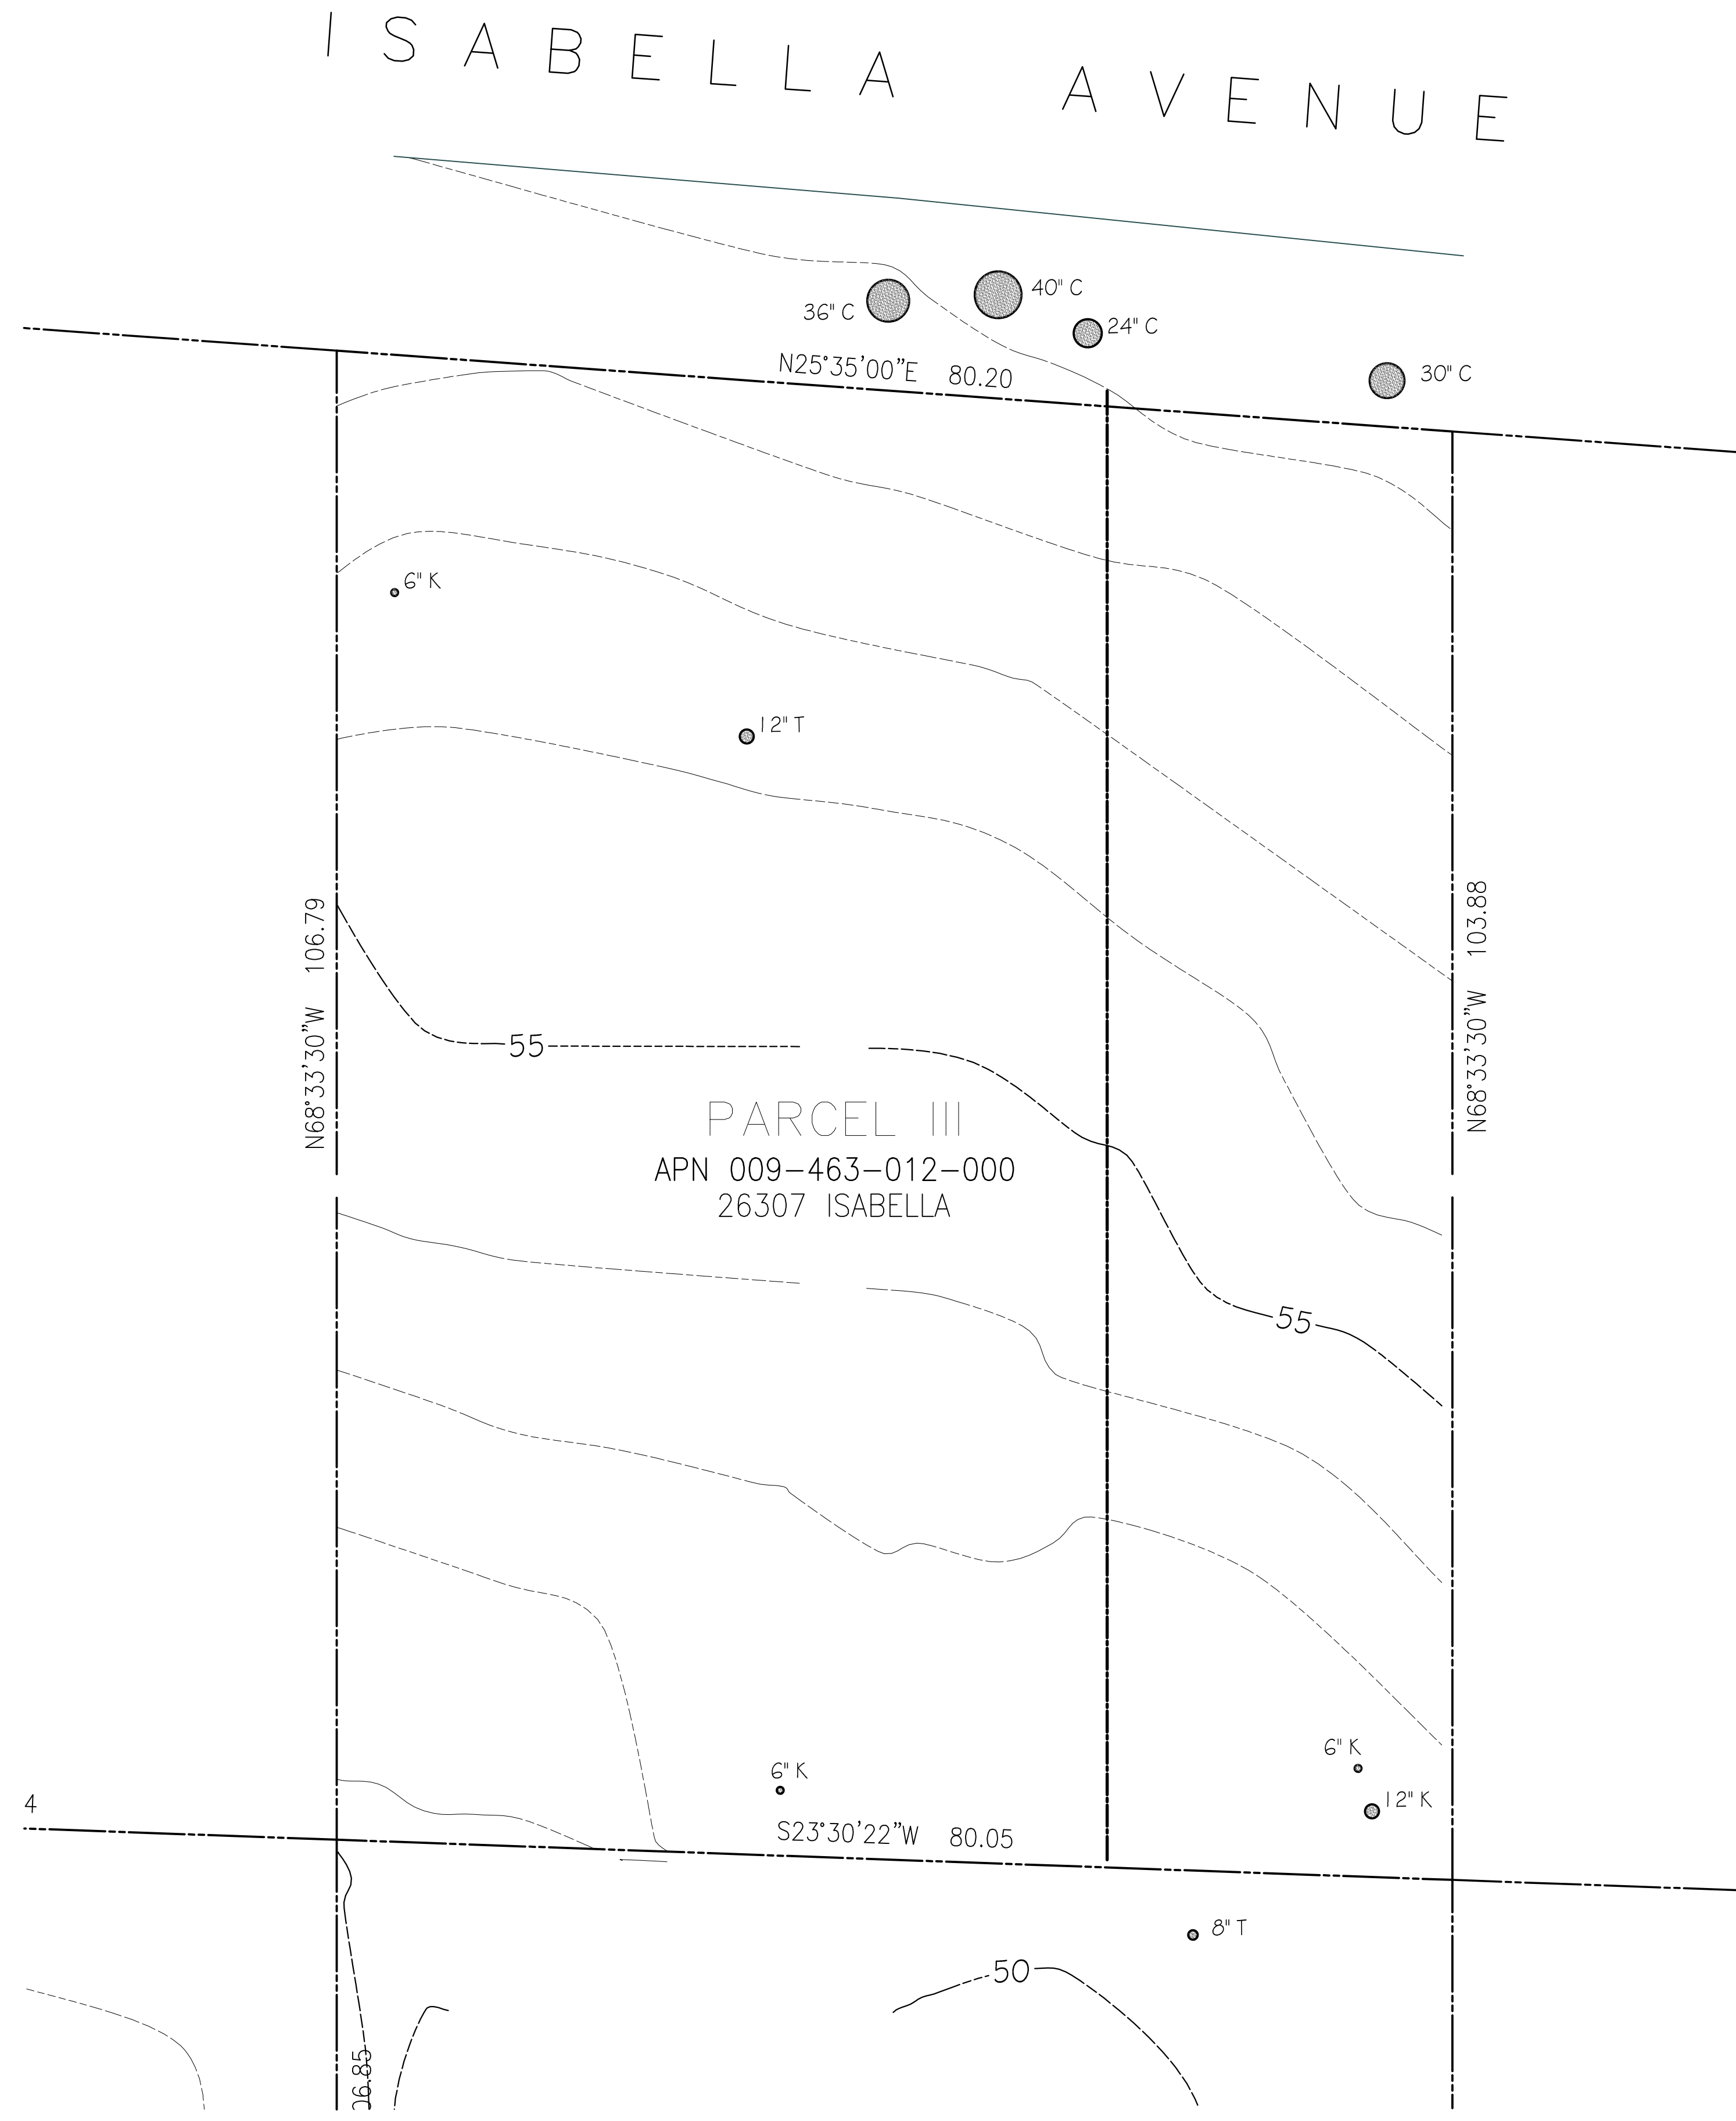 ISABELLA AVENUE
40" C
36" C
24" C
N25°35'00"E 80.20
30" C
6" K
12" T
N68°33'30"W 106.79
N68°33'30"W 103.88
55
PARCEL III
APN 009-463-012-000
26307 ISABELLA
55
6" K
6" K
12" K
4
S23°30'22"W 80.05
8" T
50
06.85